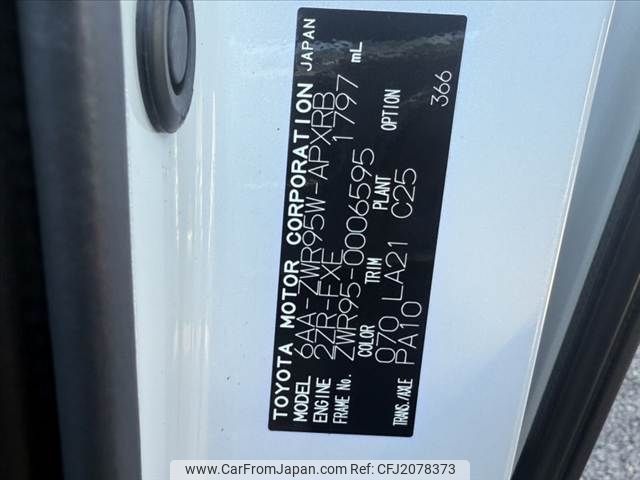 TOYOTA MOTOR CORPORATION JAPAN
MODEL 6AA-ZWR95W-APXRB
ENGINE 2ZR-FXE 1797 mL
FRAME No. ZWR95-0006595
COLOR TRIM PLANT OPTION
070 LA21 C25 366
TRANS./AXLE PA10
www.CarFromJapan.com | CarFromJapan | CFJ2078373